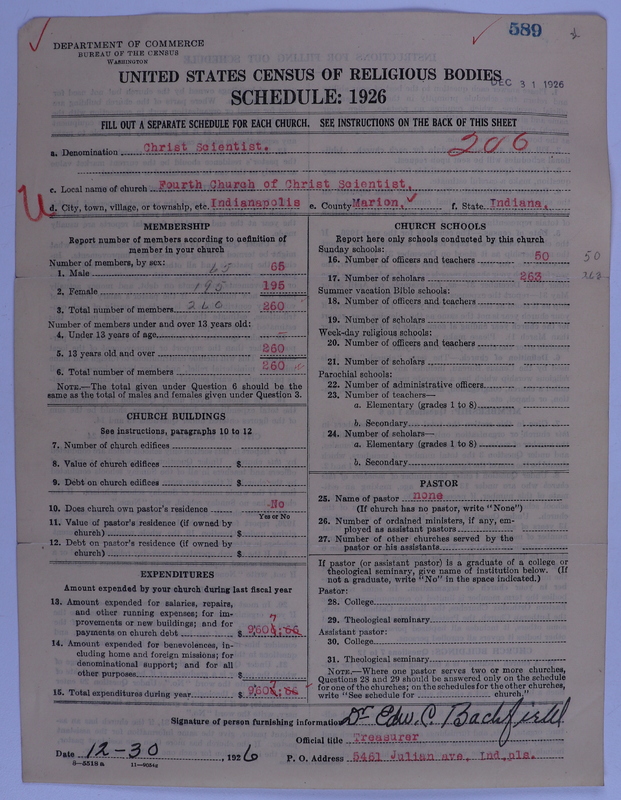 589
DEPARTMENT OF COMMERCE
BUREAU OF THE CENSUS
WASHINGTON
UNITED STATES CENSUS OF RELIGIOUS BODIES
DEC 31 1926
SCHEDULE: 1926
FILL OUT A SEPARATE SCHEDULE FOR EACH CHURCH. SEE INSTRUCTIONS ON THE BACK OF THIS SHEET
a. Denomination Christ Scientist. 206
c. Local name of church Fourth Church of Christ Scientist,
d. City, town, village, or township, etc. Indianapolis e. County Marion, f. State Indiana,
MEMBERSHIP
Report number of members according to definition of
member in your church
Number of members, by sex:
1. Male 65 65
2. Female 195 195
3. Total number of members 260 260
Number of members under and over 13 years old:
4. Under 13 years of age –
5. 13 years old and over 260
6. Total number of members 260
NOTE.—The total given under Question 6 should be the
same as the total of males and females given under Question 3.
CHURCH BUILDINGS
See instructions, paragraphs 10 to 12
7. Number of church edifices
8. Value of church edifices $
9. Debt on church edifices $
10. Does church own pastor's residence No
Yes or No
11. Value of pastor's residence (if owned by
church) $
12. Debt on pastor's residence (if owned by
church) $
EXPENDITURES
Amount expended by your church during last fiscal year
13. Amount expended for salaries, repairs,
and other running expenses; for im-
provements or new buildings; and for
payments on church debt $
14. Amount expended for benevolences, in-
cluding home and foreign missions; for
denominational support; and for all
other purposes $
15. Total expenditures during year $
CHURCH SCHOOLS
Report here only schools conducted by this church
Sunday schools:
16. Number of officers and teachers 50 50
17. Number of scholars 263 263
Summer vacation Bible schools:
18. Number of officers and teachers
19. Number of scholars
Week-day religious schools:
20. Number of officers and teachers
21. Number of scholars
Parochial schools:
22. Number of administrative officers
23. Number of teachers—
a. Elementary (grades 1 to 8)
b. Secondary
24. Number of scholars—
a. Elementary (grades 1 to 8)
b. Secondary
PASTOR
25. Name of pastor none
(If church has no pastor, write "None")
26. Number of ordained ministers, if any, em-
ployed as assistant pastors
27. Number of other churches served by the
pastor or his assistants
If pastor (or assistant pastor) is a graduate of a college or
theological seminary, give name of institution below. (If
not a graduate, write "No" in the space indicated.)
Pastor:
28. College
29. Theological seminary
Assistant pastor:
30. College
31. Theological seminary
NOTE.—Where one pastor serves two or more churches,
Questions 28 and 29 should be answered only on the schedule
for one of the churches; on the schedules for the other churches,
write "See schedule for church."
Signature of person furnishing information Dr Edw. C Bachfield
Official title Treasurer
Date 12-30, 1926 P. O. Address 5461 Julian ave, Ind,pls.